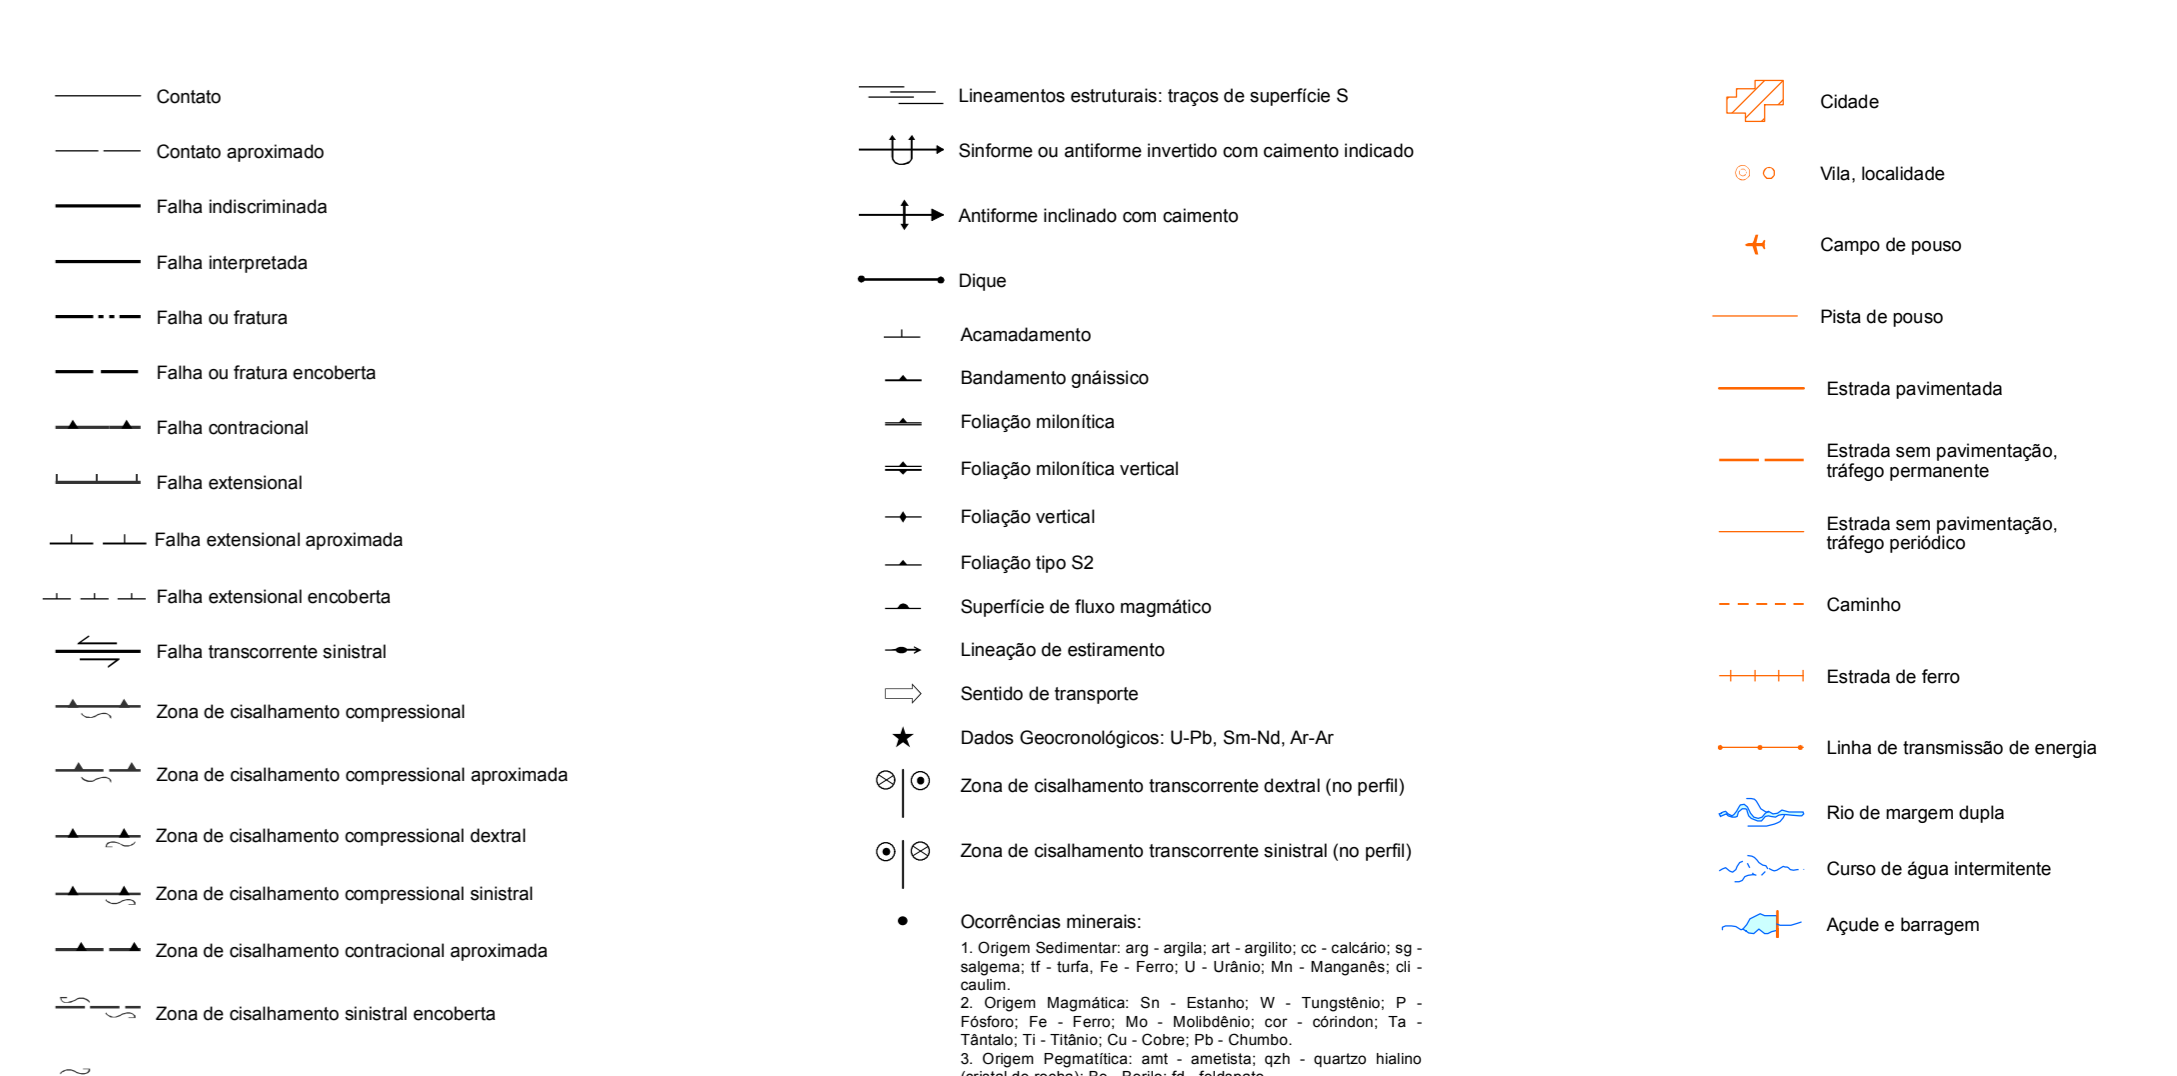 Contato
Contato aproximado
Falha indiscriminada
Falha interpretada
Falha ou fratura
Falha ou fratura encoberta
Falha contracional
Falha extensional
Falha extensional aproximada
Falha extensional encoberta
Falha transcorrente sinistral
Zona de cisalhamento compressional
Zona de cisalhamento compressional aproximada
Zona de cisalhamento compressional dextral
Zona de cisalhamento compressional sinistral
Zona de cisalhamento contracional aproximada
Zona de cisalhamento sinistral encoberta
Lineamentos estruturais: traços de superfície S
Sinforme ou antiforme invertido com caimento indicado
Antiforme inclinado com caimento
Dique
Acamadamento
Bandamento gnáissico
Foliação milonítica
Foliação milonítica vertical
Foliação vertical
Foliação tipo S2
Superfície de fluxo magmático
Lineação de estiramento
Sentido de transporte
Dados Geocronológicos: U-Pb, Sm-Nd, Ar-Ar
Zona de cisalhamento transcorrente dextral (no perfil)
Zona de cisalhamento transcorrente sinistral (no perfil)
Ocorrências minerais:
1. Origem Sedimentar: arg - argila; art - argilito; cc - calcário; sg -
salgema; tf - turfa, Fe - Ferro; U - Urânio; Mn - Manganês; cli -
caulim.
2. Origem Magmática: Sn - Estanho; W - Tungstênio; P -
Fósforo; Fe - Ferro; Mo - Molibdênio; cor - córindon; Ta -
Tântalo; Ti - Titânio; Cu - Cobre; Pb - Chumbo.
3. Origem Pegmatítica: amt - ametista; qzh - quartzo hialino
Cidade
Vila, localidade
Campo de pouso
Pista de pouso
Estrada pavimentada
Estrada sem pavimentação,
tráfego permanente
Estrada sem pavimentação,
tráfego periódico
Caminho
Estrada de ferro
Linha de transmissão de energia
Rio de margem dupla
Curso de água intermitente
Açude e barragem